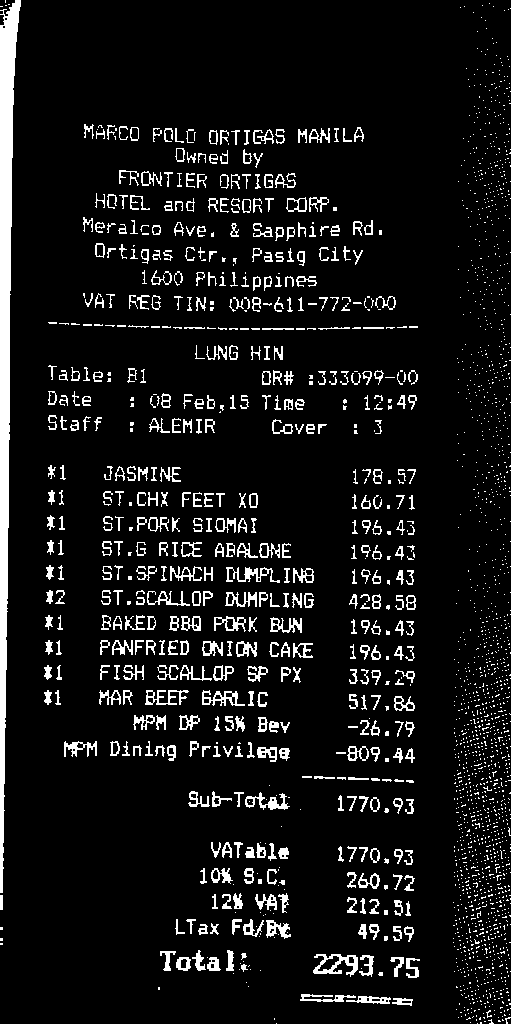 MARCO POLO ORTIGAS MANILA
Owned by
FRONTIER ORTIGAS
HOTEL and RESORT CORP.
Meralco Ave. & Sapphire Rd.
Ortigas Ctr., Pasig City
1600 Philippines
VAT REG TIN: 008-611-772-000
LUNG HIN
Table: B1 OR# :333099-00
Date : 08 Feb,15 Time : 12:49
Staff : ALEMIR Cover : 3
*1 JASMINE 178.57
*1 ST.CHX FEET XO 160.71
*1 ST.PORK SIOMAI 196.43
*1 ST.G RICE ABALONE 196.43
*1 ST.SPINACH DUMPLING 196.43
*2 ST.SCALLOP DUMPLING 428.58
*1 BAKED BBQ PORK BUN 196.43
*1 PANFRIED ONION CAKE 196.43
*1 FISH SCALLOP SP PX 339.29
*1 MAR BEEF GARLIC 517.86
MPM DP 15% Bev -26.79
MPM Dining Privilege -809.44
Sub-Total 1770.93
VATable 1770.93
10% S.C. 260.72
12% VAT 212.51
LTax Fd/Bv 49.59
Total: 2293.75